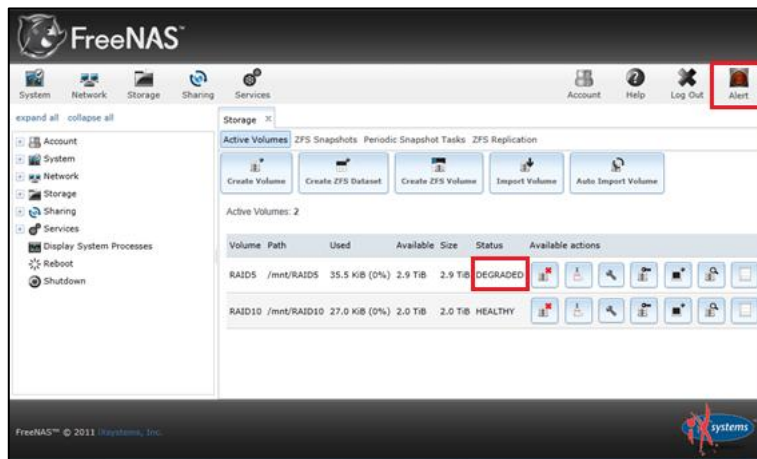 FreeNAS™
System Network Storage Sharing Services Account Help Log Out Alert
expand all collapse all
Account
System
Network
Storage
Sharing
Services
Display System Processes
Reboot
Shutdown
Storage ×
Active Volumes ZFS Snapshots Periodic Snapshot Tasks ZFS Replication
Create Volume Create ZFS Dataset Create ZFS Volume Import Volume Auto Import Volume
Active Volumes: 2
Volume Path Used Available Size Status Available actions
RAID5 /mnt/RAID5 35.5 KiB (0%) 2.9 TiB 2.9 TiB DEGRADED
RAID10 /mnt/RAID10 27.0 KiB (0%) 2.0 TiB 2.0 TiB HEALTHY
FreeNAS™ © 2011 iXsystems, Inc.
iX systems